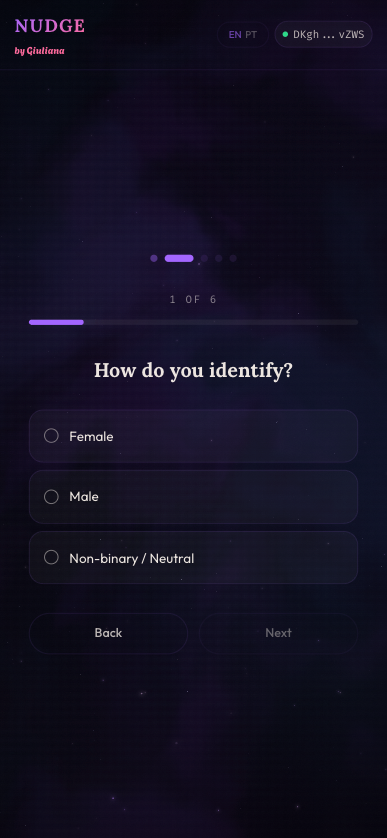 NUDGE
by Giuliana
EN PT
DKgh...vZWS
1 OF 6
How do you identify?
Female
Male
Non-binary / Neutral
Back
Next